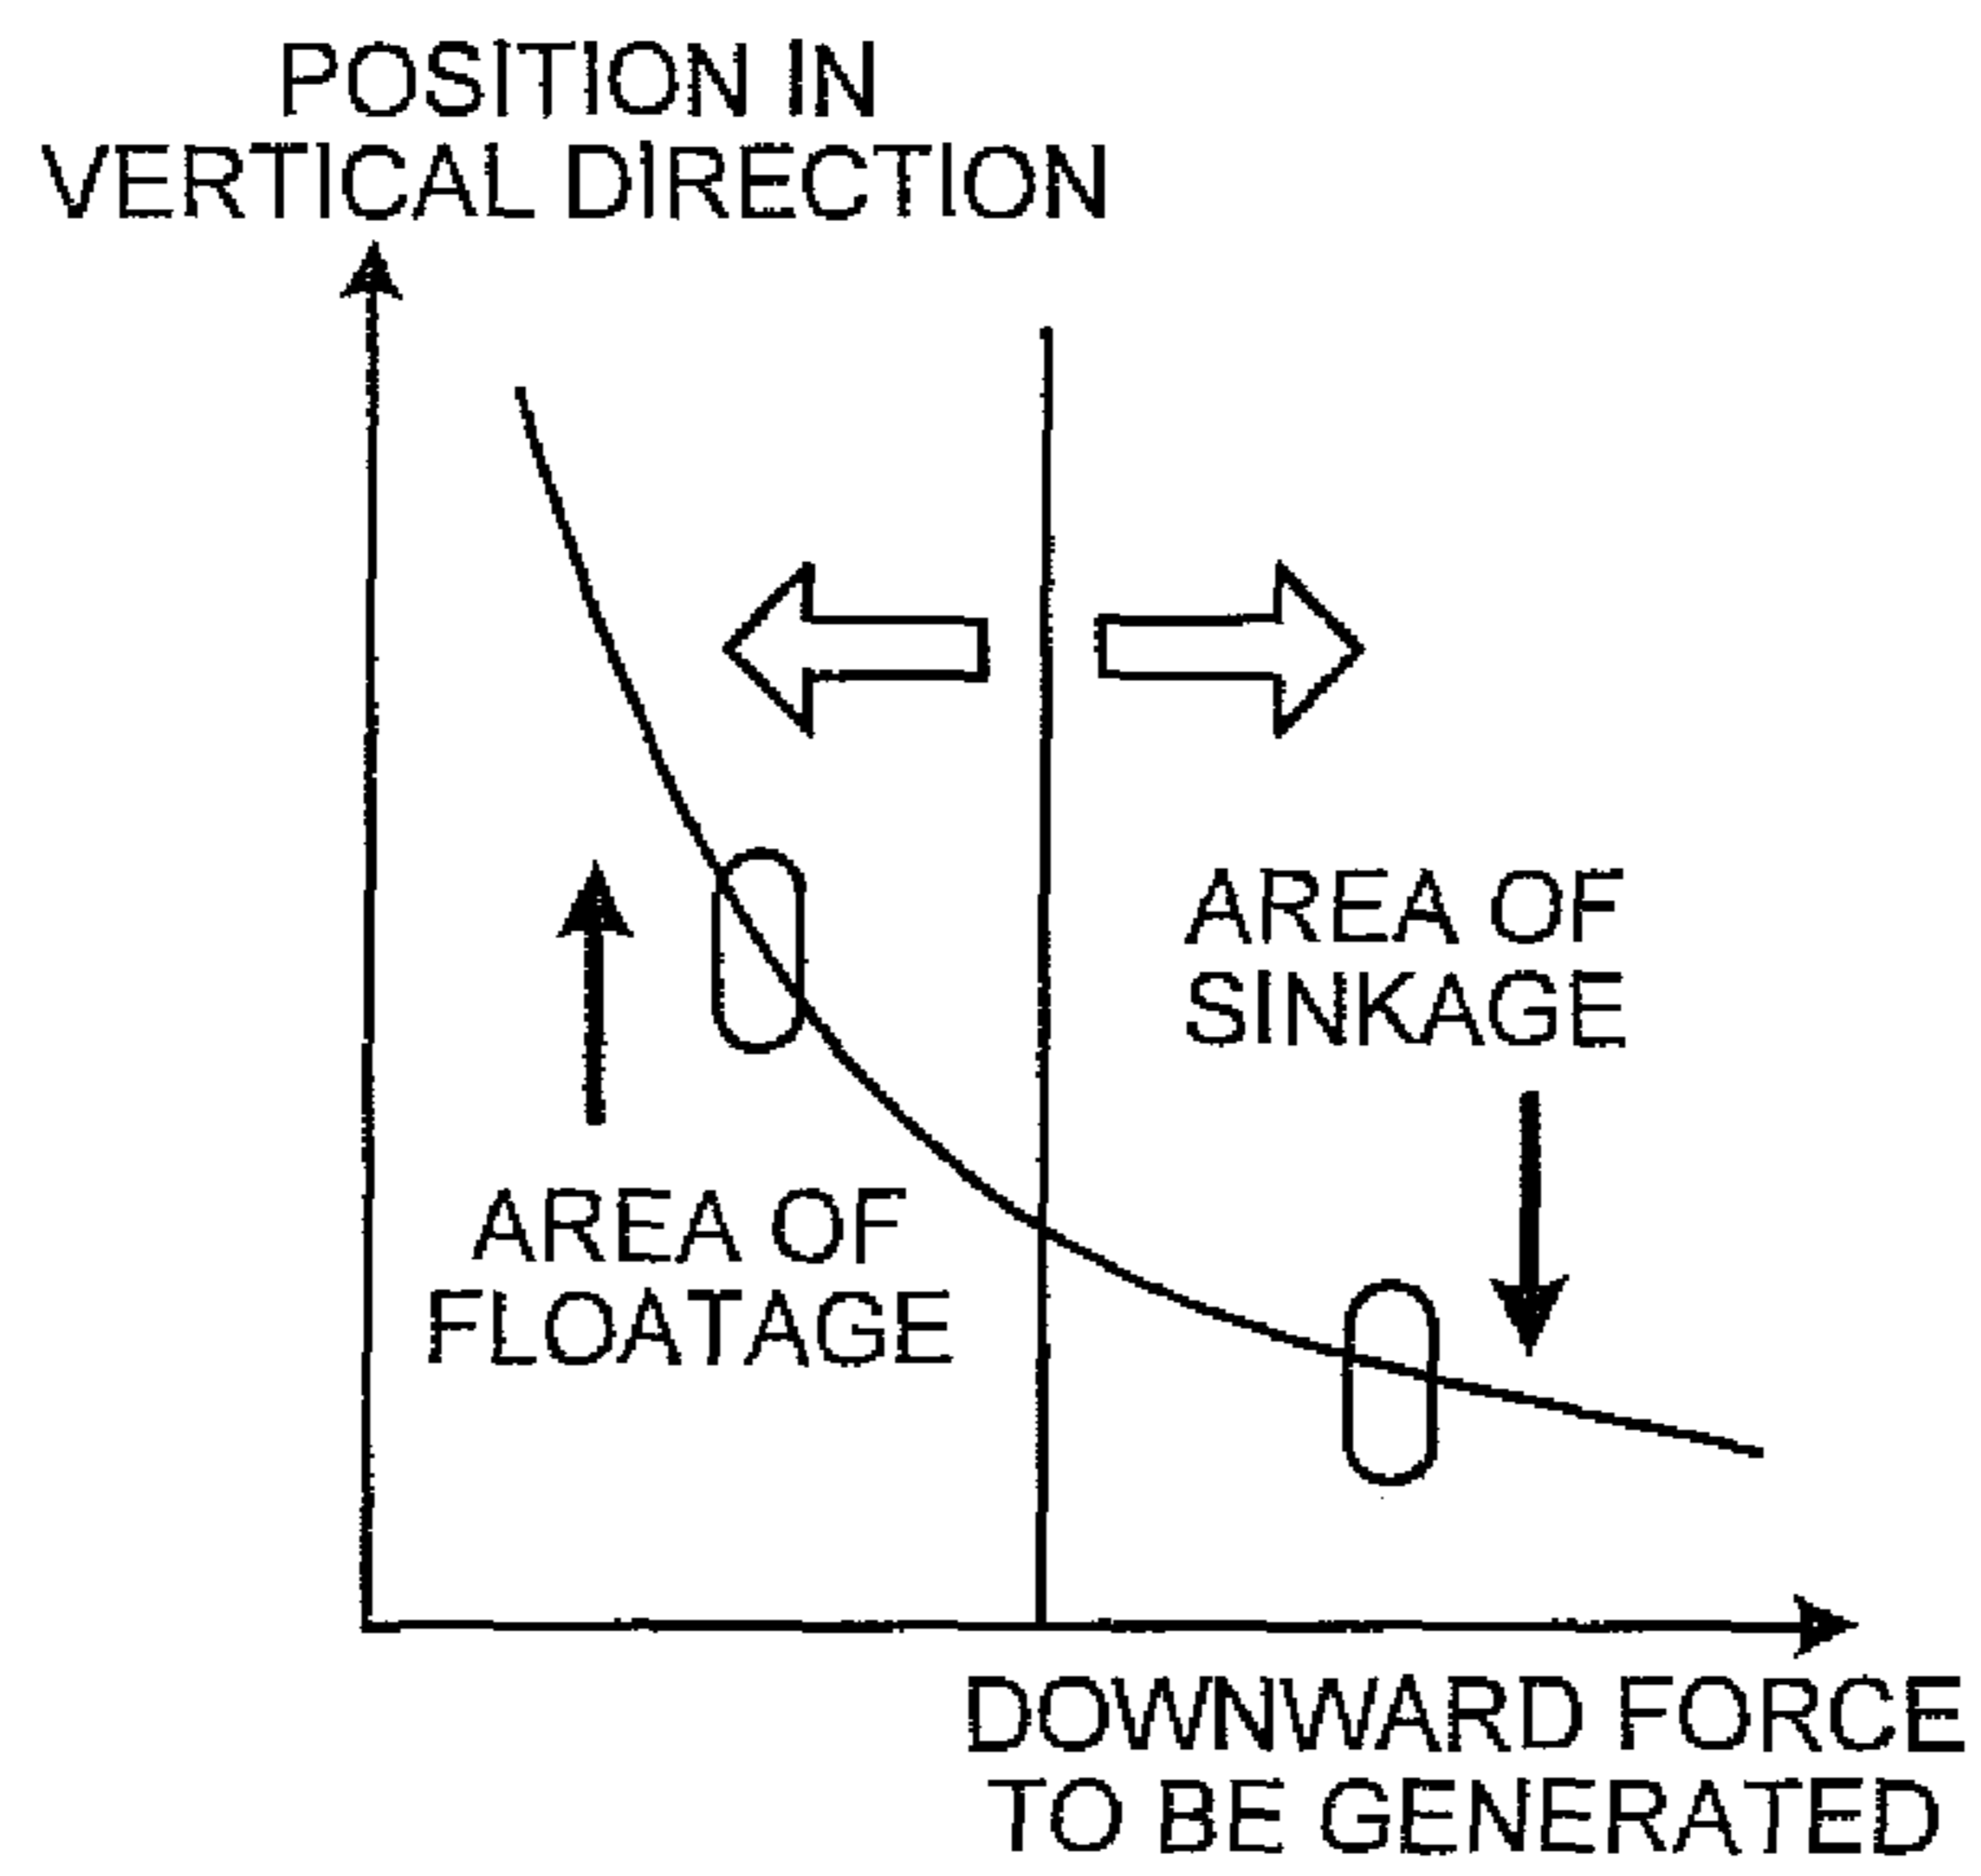 POSITION IN
VERTICAL DIRECTION
AREA OF
SINKAGE
AREA OF
FLOATAGE
DOWNWARD FORCE
TO BE GENERATED